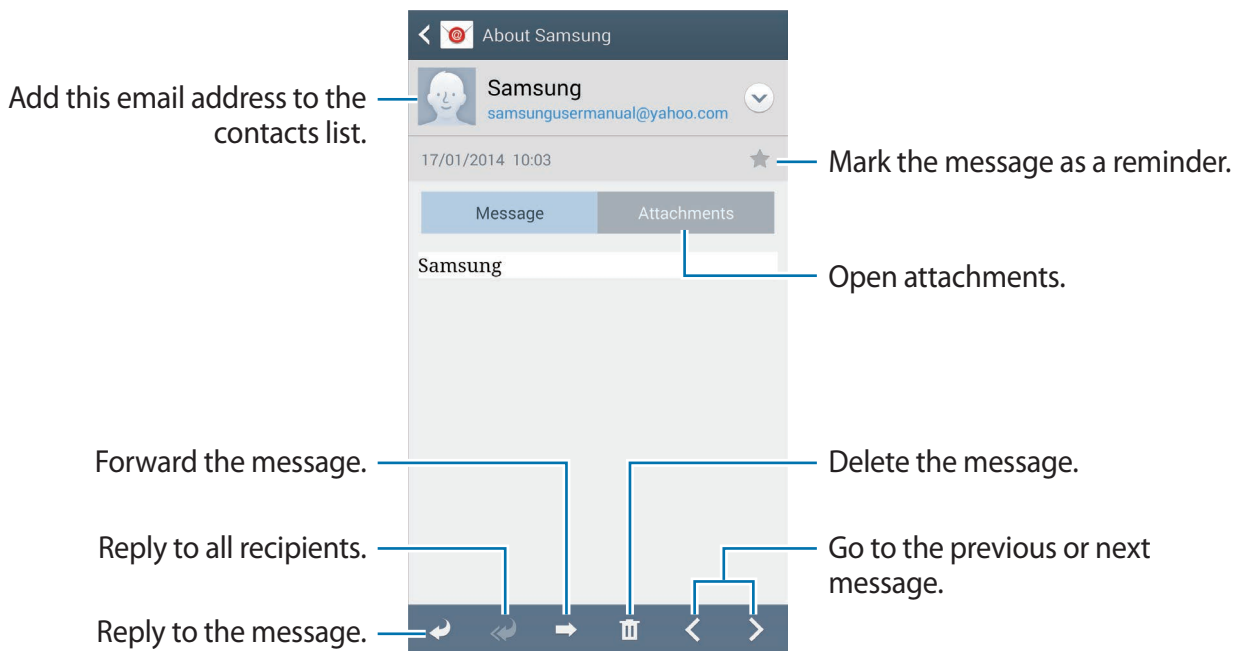 About Samsung
Add this email address to the
contacts list.
Samsung
samsungusermanual@yahoo.com
17/01/2014 10:03
Mark the message as a reminder.
Message
Attachments
Samsung
Open attachments.
Forward the message.
Delete the message.
Reply to all recipients.
Go to the previous or next
message.
Reply to the message.